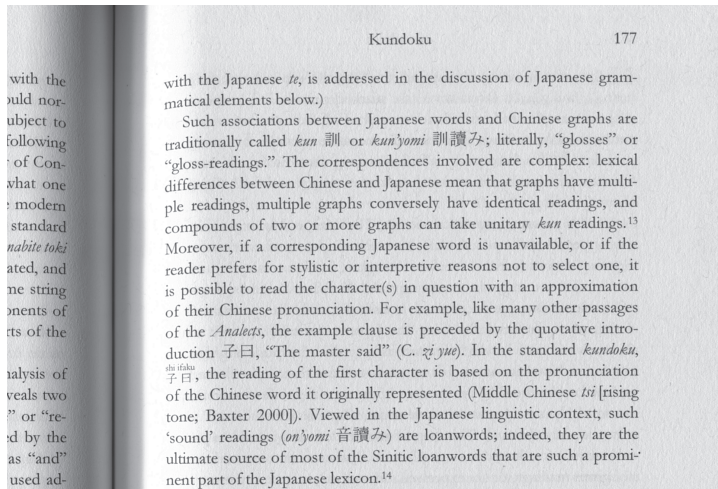 with the
ould nor-
ubject to
following
of Con-
what one
modern
standard
nabite toki
ated, and
me string
onents of
rts of the
nalysis of
veals two
” or “re-
ed by the
as “and”
used ad-
Kundoku 177
with the Japanese te, is addressed in the discussion of Japanese gram-
matical elements below.)
Such associations between Japanese words and Chinese graphs are
traditionally called kun 訓 or kun’yomi 訓讀み; literally, “glosses” or
“gloss-readings.” The correspondences involved are complex: lexical
differences between Chinese and Japanese mean that graphs have multi-
ple readings, multiple graphs conversely have identical readings, and
compounds of two or more graphs can take unitary kun readings.13
Moreover, if a corresponding Japanese word is unavailable, or if the
reader prefers for stylistic or interpretive reasons not to select one, it
is possible to read the character(s) in question with an approximation
of their Chinese pronunciation. For example, like many other passages
of the Analects, the example clause is preceded by the quotative intro-
duction 子曰, “The master said” (C. zi yue). In the standard kundoku,
shi ifaku
子曰, the reading of the first character is based on the pronunciation
of the Chinese word it originally represented (Middle Chinese tsi [rising
tone; Baxter 2000]). Viewed in the Japanese linguistic context, such
‘sound’ readings (on’yomi 音讀み) are loanwords; indeed, they are the
ultimate source of most of the Sinitic loanwords that are such a promi-
nent part of the Japanese lexicon.14